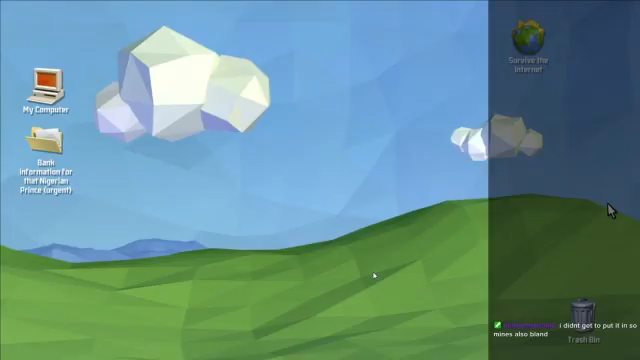 My Computer
Bank
information for
that Nigerian
Prince (urgent)
Survive the
Internet
i didnt get to put it in so
mines also bland
Trash Bin